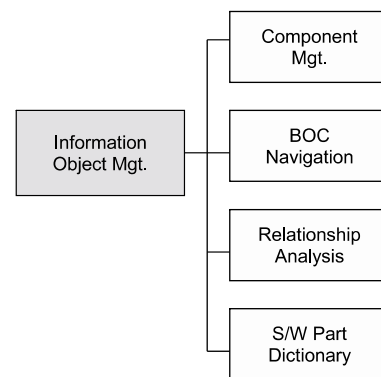 Component
Mgt.
Information
Object Mgt.
BOC
Navigation
Relationship
Analysis
S/W Part
Dictionary